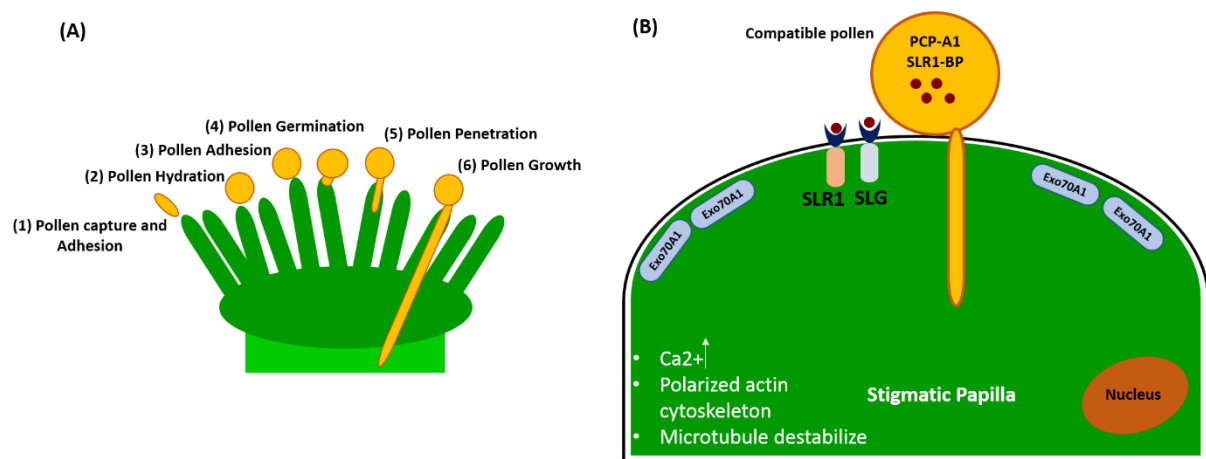 (A)
(4) Pollen Germination
(5) Pollen Penetration
(3) Pollen Adhesion
(6) Pollen Growth
(2) Pollen Hydration
(1) Pollen capture and
Adhesion
(B)
Compatible pollen
PCP-A1
SLR1-BP
SLR1
SLG
Exo70A1
Exo70A1
Exo70A1
Exo70A1
• Ca2+
• Polarized actin
cytoskeleton
• Microtubule destabilize
Stigmatic Papilla
Nucleus